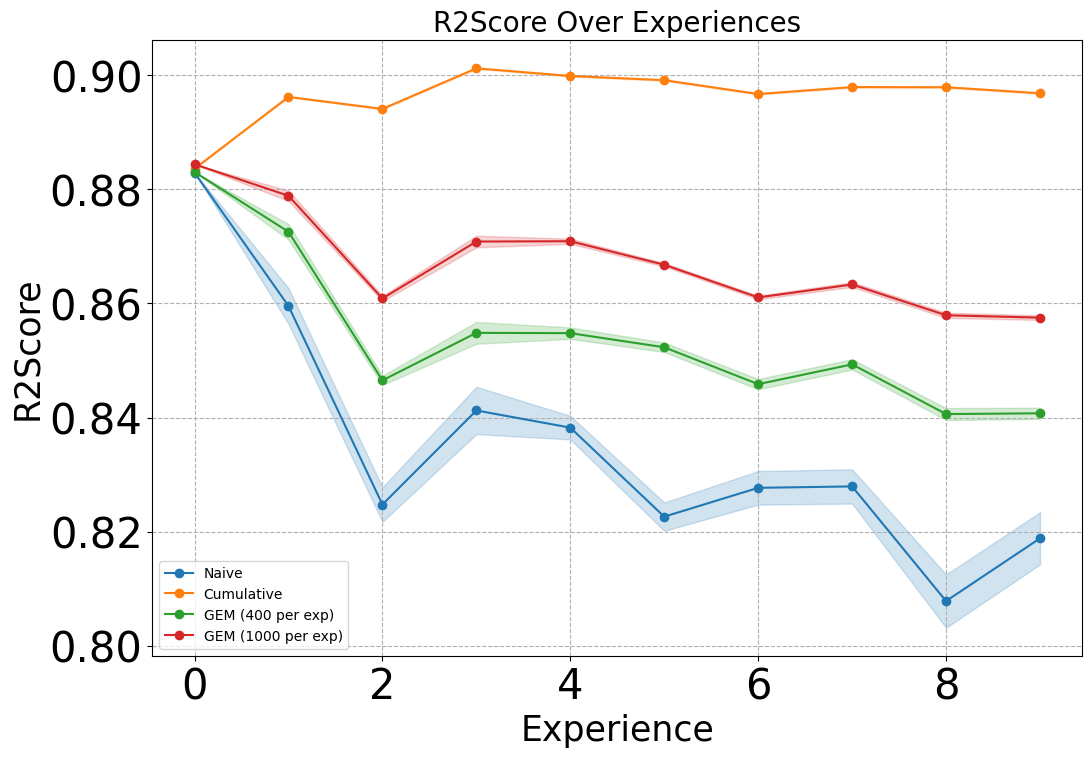 R2Score Over Experiences
R2Score
0.90
0.88
0.86
0.84
0.82
0.80
Naive
Cumulative
GEM (400 per exp)
GEM (1000 per exp)
0 2 4 6 8
Experience